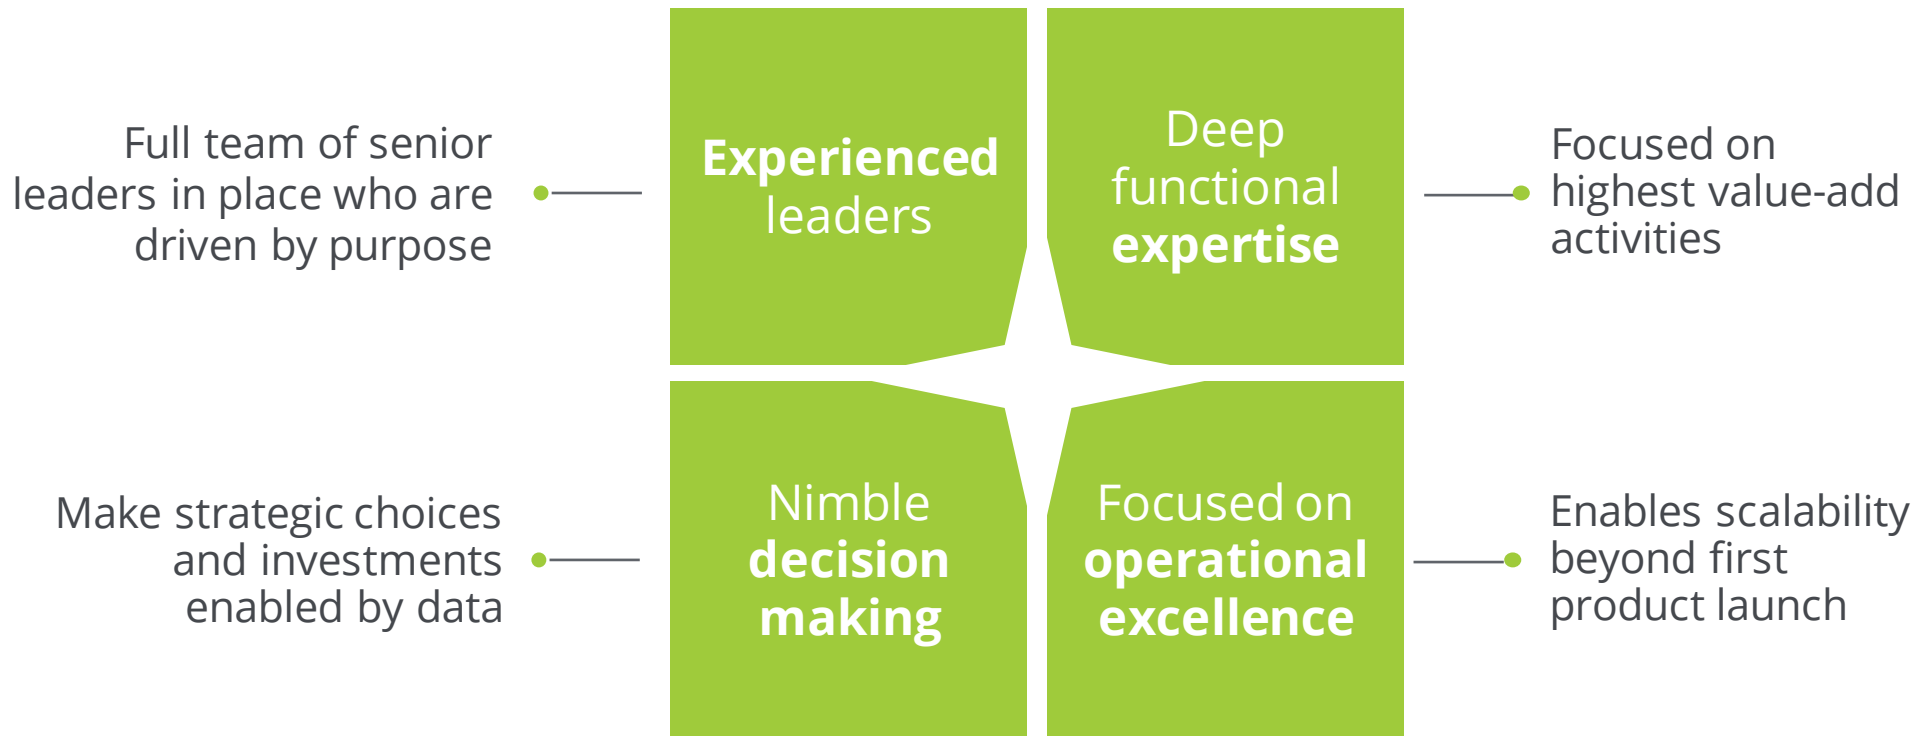 Full team of senior
leaders in place who are
driven by purpose
Experienced
leaders
Deep
functional
expertise
Focused on
highest value-add
activities
Make strategic choices
and investments
enabled by data
Nimble
decision
making
Focused on
operational
excellence
Enables scalability
beyond first
product launch